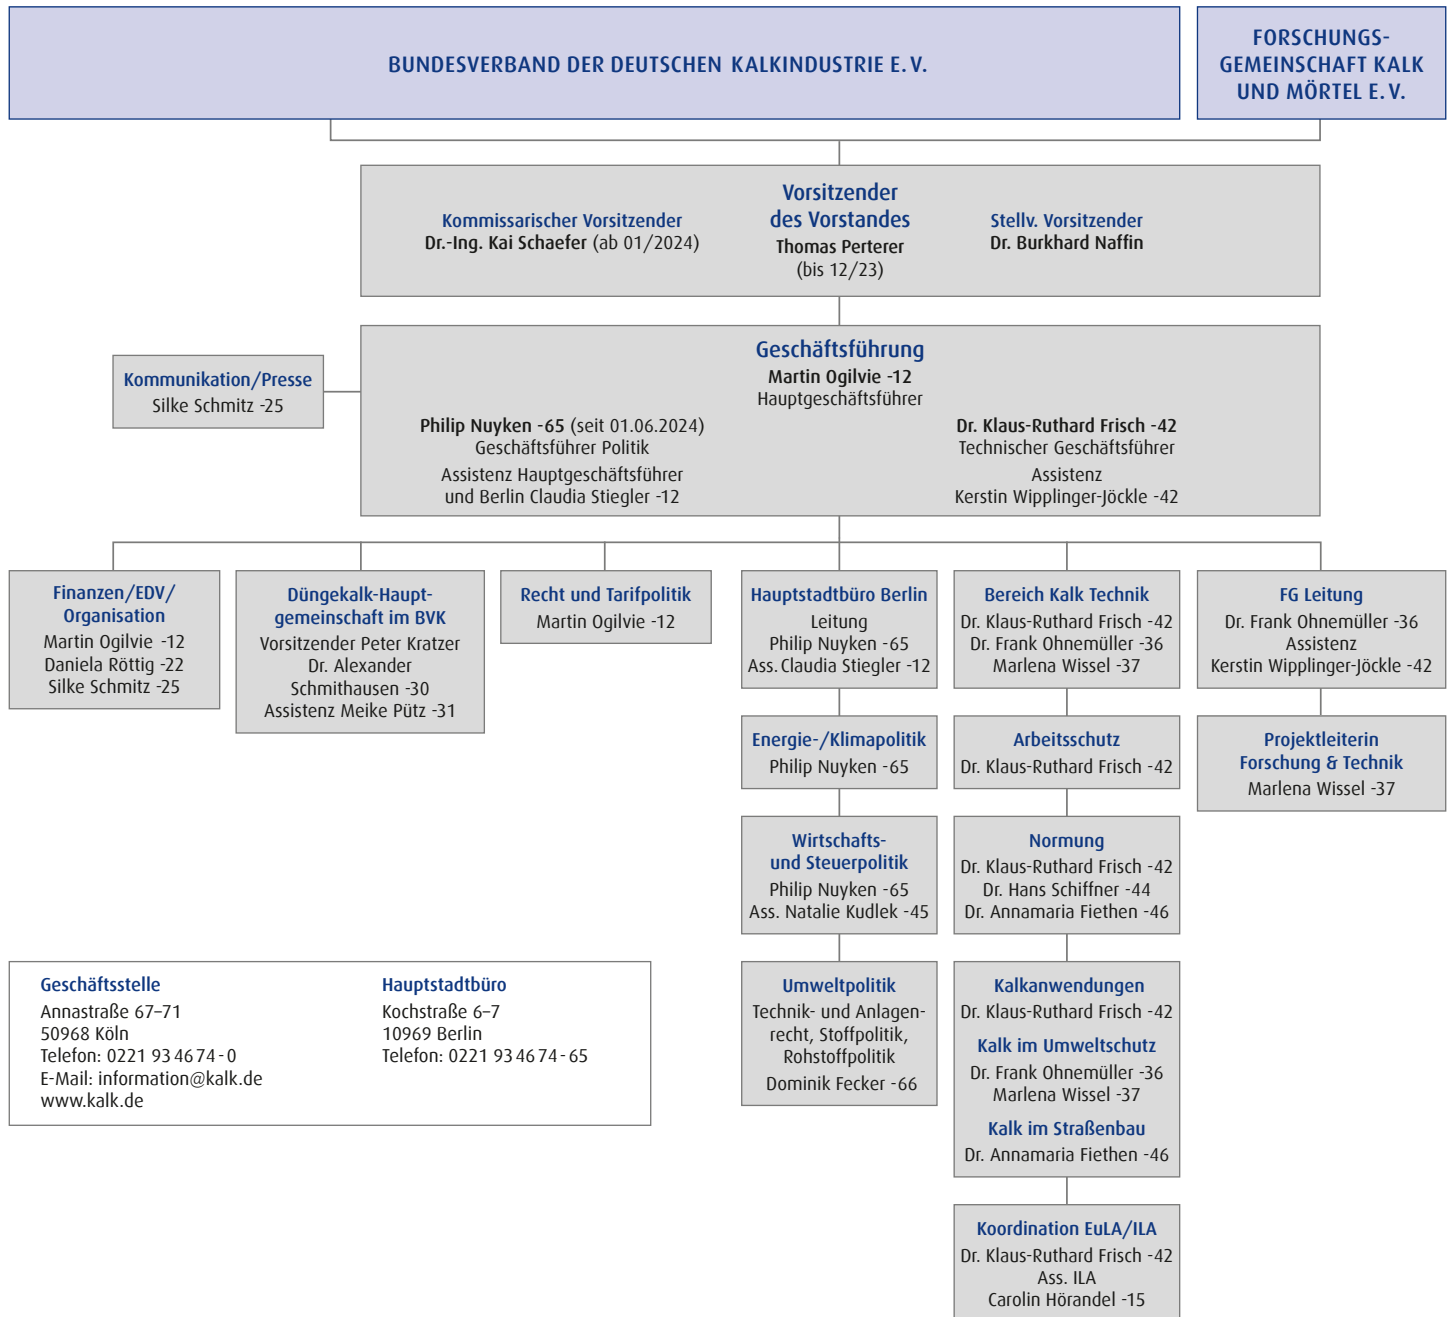 BUNDESVERBAND DER DEUTSCHEN KALKINDUSTRIE E. V.
FORSCHUNGS-
GEMEINSCHAFT KALK
UND MÖRTEL E. V.
Kommissarischer Vorsitzender
Dr.-Ing. Kai Schaefer (ab 01/2024)
Vorsitzender
des Vorstandes
Thomas Perterer
(bis 12/23)
Stellv. Vorsitzender
Dr. Burkhard Naffin
Kommunikation/Presse
Silke Schmitz -25
Geschäftsführung
Martin Ogilvie -12
Hauptgeschäftsführer
Philip Nuyken -65 (seit 01.06.2024)
Geschäftsführer Politik
Assistenz Hauptgeschäftsführer
und Berlin Claudia Stiegler -12
Dr. Klaus-Ruthard Frisch -42
Technischer Geschäftsführer
Assistenz
Kerstin Wipplinger-Jöckle -42
Finanzen/EDV/
Organisation
Martin Ogilvie -12
Daniela Röttig -22
Silke Schmitz -25
Düngekalk-Haupt-
gemeinschaft im BVK
Vorsitzender Peter Kratzer
Dr. Alexander
Schmithausen -30
Assistenz Meike Pütz -31
Recht und Tarifpolitik
Martin Ogilvie -12
Hauptstadtbüro Berlin
Leitung
Philip Nuyken -65
Ass. Claudia Stiegler -12
Energie-/Klimapolitik
Philip Nuyken -65
Wirtschafts-
und Steuerpolitik
Philip Nuyken -65
Ass. Natalie Kudlek -45
Umweltpolitik
Technik- und Anlagen-
recht, Stoffpolitik,
Rohstoffpolitik
Dominik Fecker -66
Bereich Kalk Technik
Dr. Klaus-Ruthard Frisch -42
Dr. Frank Ohnemüller -36
Marlena Wissel -37
Arbeitsschutz
Dr. Klaus-Ruthard Frisch -42
Normung
Dr. Klaus-Ruthard Frisch -42
Dr. Hans Schiffner -44
Dr. Annamaria Fiethen -46
Kalkanwendungen
Dr. Klaus-Ruthard Frisch -42
Kalk im Umweltschutz
Dr. Frank Ohnemüller -36
Marlena Wissel -37
Kalk im Straßenbau
Dr. Annamaria Fiethen -46
Koordination EuLA/ILA
Dr. Klaus-Ruthard Frisch -42
Ass. ILA
Carolin Hörandel -15
FG Leitung
Dr. Frank Ohnemüller -36
Assistenz
Kerstin Wipplinger-Jöckle -42
Projektleiterin
Forschung & Technik
Marlena Wissel -37
Geschäftsstelle
Annastraße 67–71
50968 Köln
Telefon: 0221 93 46 74 - 0
E-Mail: information@kalk.de
www.kalk.de
Hauptstadtbüro
Kochstraße 6–7
10969 Berlin
Telefon: 0221 93 46 74 - 65